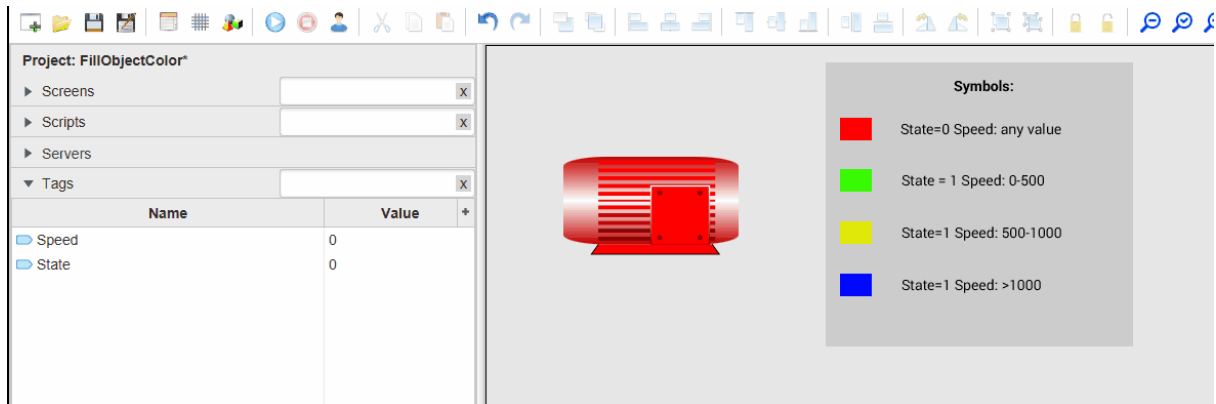 Project: FillObjectColor*
Screens
x
Scripts
x
Servers
Tags
x
Name Value +
Speed 0
State 0
Symbols:
State=0 Speed: any value
State = 1 Speed: 0-500
State=1 Speed: 500-1000
State=1 Speed: >1000